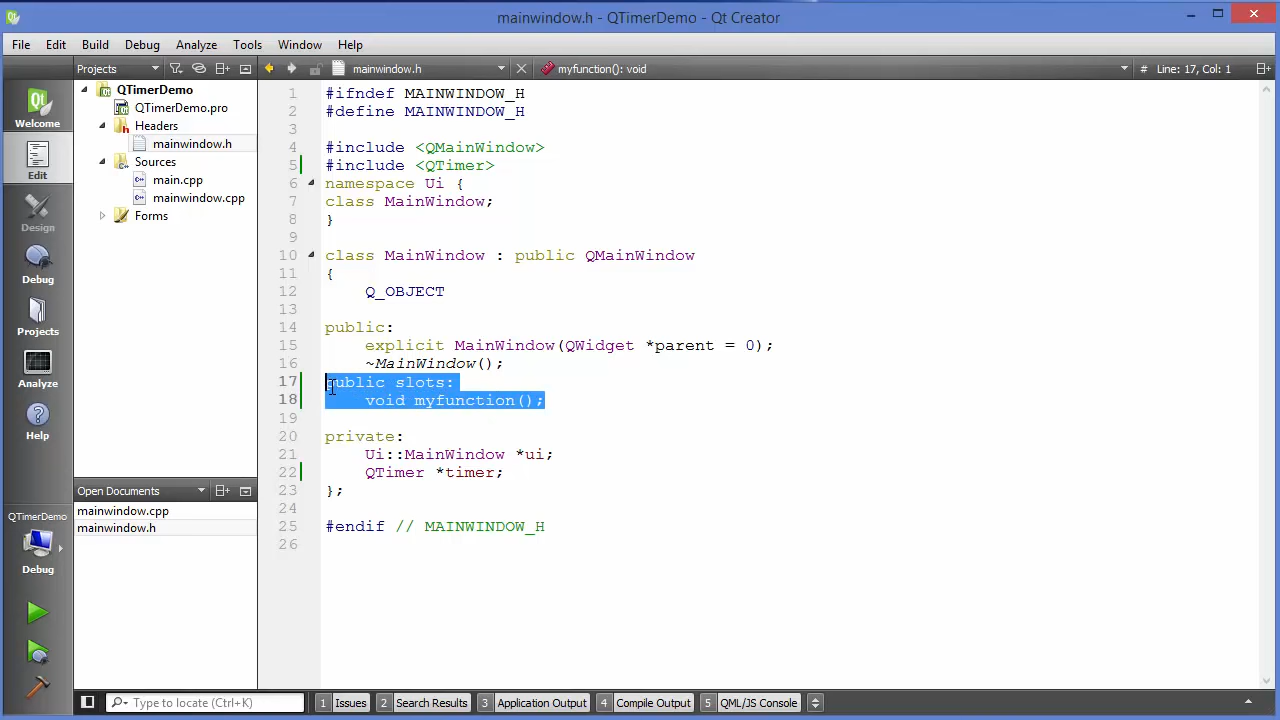 mainwindow.h - QTimerDemo - Qt Creator
File Edit Build Debug Analyze Tools Window Help
Projects mainwindow.h myfunction(): void # Line: 17, Col: 1
Welcome
Edit
Design
Debug
Projects
Analyze
Help
QTimerDemo
Debug
QTimerDemo
QTimerDemo.pro
Headers
mainwindow.h
Sources
main.cpp
mainwindow.cpp
Forms
Open Documents
mainwindow.cpp
mainwindow.h
1 #ifndef MAINWINDOW_H
2 #define MAINWINDOW_H
3
4 #include <QMainWindow>
5 #include <QTimer>
6 namespace Ui {
7 class MainWindow;
8 }
9
10 class MainWindow : public QMainWindow
11 {
12 Q_OBJECT
13
14 public:
15 explicit MainWindow(QWidget *parent = 0);
16 ~MainWindow();
17 public slots:
18 void myfunction();
19
20 private:
21 Ui::MainWindow *ui;
22 QTimer *timer;
23 };
24
25 #endif // MAINWINDOW_H
26
Type to locate (Ctrl+K) 1 Issues 2 Search Results 3 Application Output 4 Compile Output 5 QML/JS Console